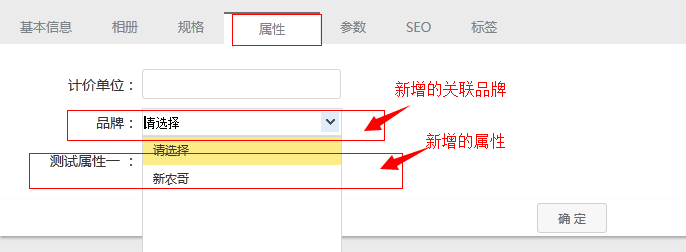 基本信息 相册 规格 属性 参数 SEO 标签
计价单位：
新增的关联品牌
品牌： 请选择
新增的属性
请选择
测试属性一 ：
新农哥
确 定